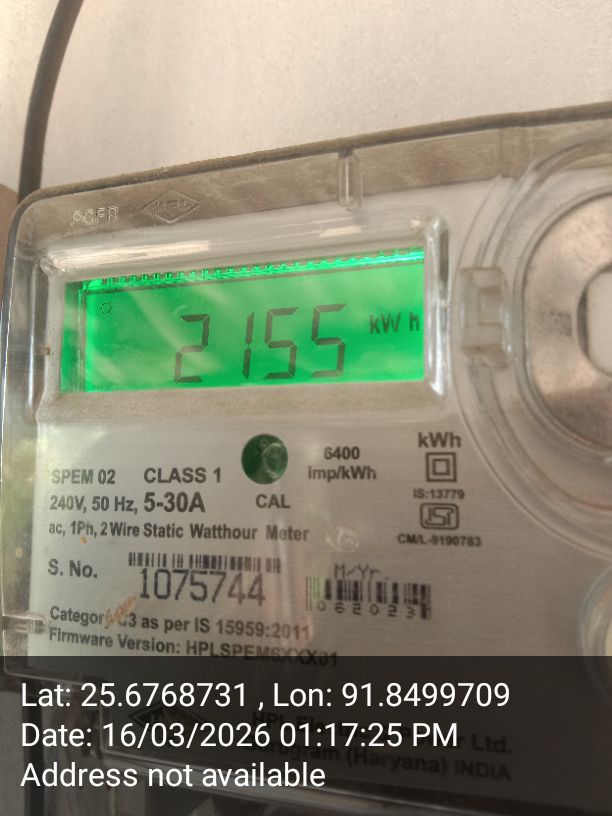 2155 kW h
6400
imp/kWh
kWh
SPEM 02 CLASS 1
240V, 50 Hz, 5-30A
CAL
IS:13779
ac, 1Ph, 2 Wire Static Watthour Meter
CM/L-9190783
S. No. 1075744
M/Yr.
062023
Category C3 as per IS 15959:2011
Firmware Version: HPLSPEM6XXX01
Lat: 25.6768731 , Lon: 91.8499709
Date: 16/03/2026 01:17:25 PM
Ltd.
(Haryana) INDIA
Address not available